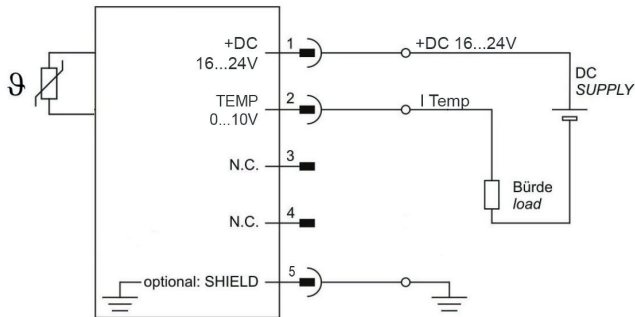 +DC
16...24V
1
+DC 16...24V
DC
SUPPLY
ϑ
TEMP
0...10V
2
I Temp
N.C.
3
Bürde
load
N.C.
4
optional: SHIELD
5